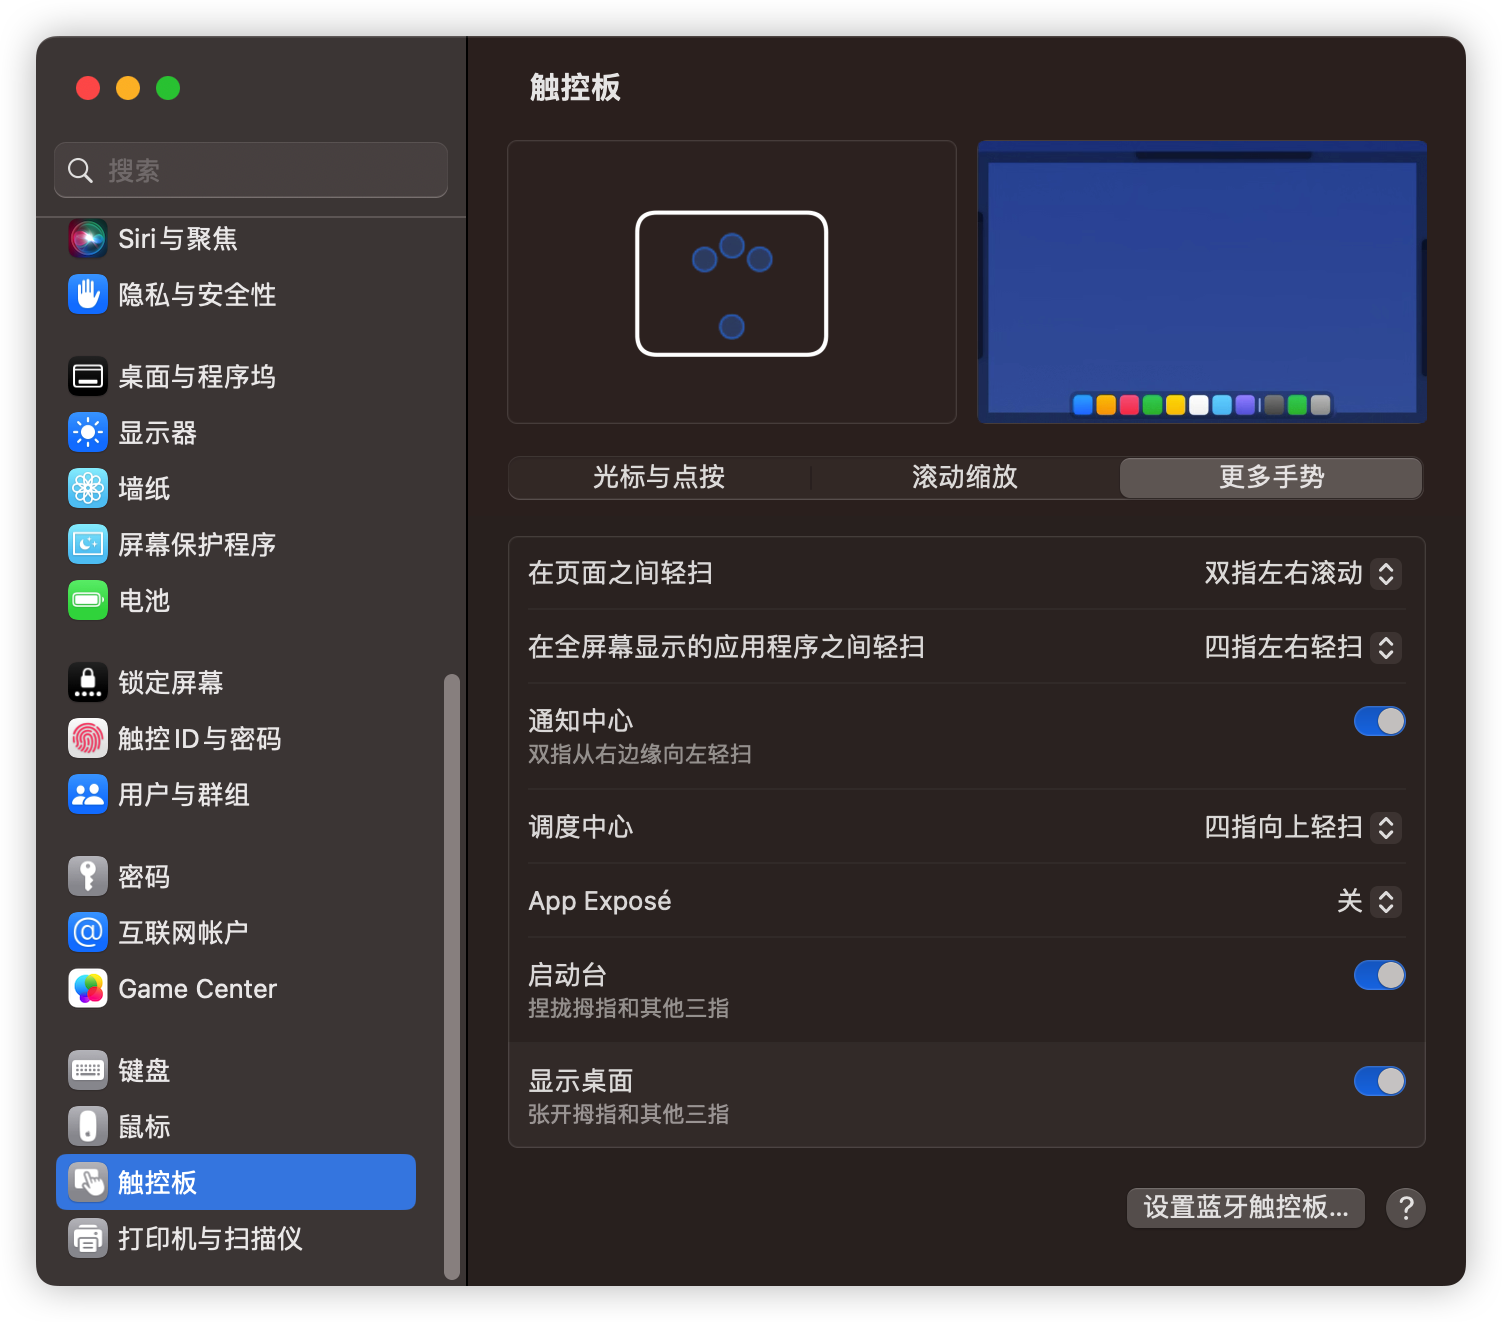 搜索
Siri与聚焦
隐私与安全性
桌面与程序坞
显示器
墙纸
屏幕保护程序
电池
锁定屏幕
触控ID与密码
用户与群组
密码
互联网帐户
Game Center
键盘
鼠标
触控板
打印机与扫描仪
触控板
光标与点按
滚动缩放
更多手势
在页面之间轻扫
双指左右滚动
在全屏幕显示的应用程序之间轻扫
四指左右轻扫
通知中心
双指从右边缘向左轻扫
调度中心
四指向上轻扫
App Exposé
关
启动台
捏拢拇指和其他三指
显示桌面
张开拇指和其他三指
设置蓝牙触控板...
?